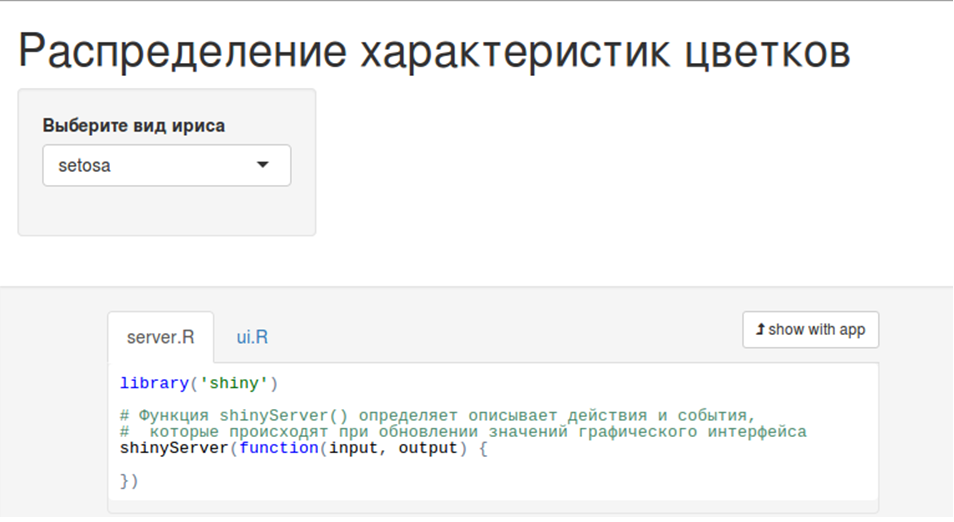 Распределение характеристик цветков
Выберите вид ириса
setosa
server.R ui.R show with app
library('shiny')
# Функция shinyServer() определяет описывает действия и события,
#  которые происходят при обновлении значений графического интерфейса
shinyServer(function(input, output) {
})